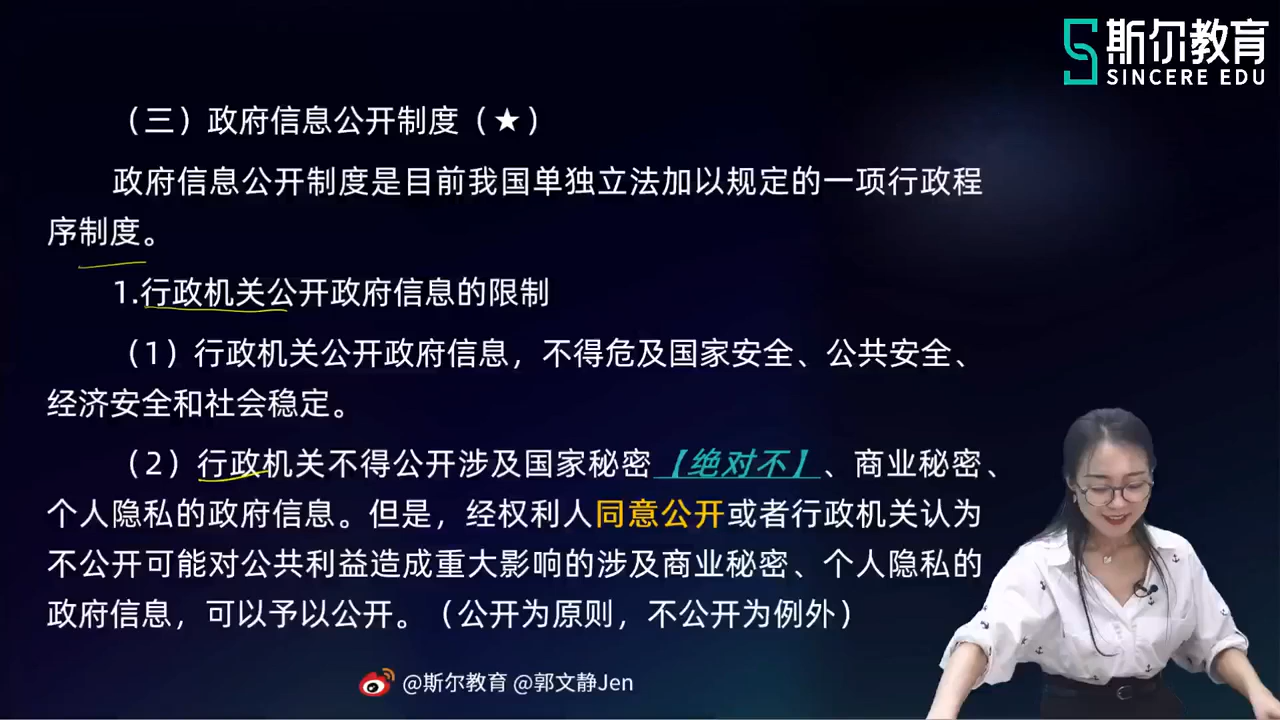 斯尔教育
SINCERE EDU
（三）政府信息公开制度（★）
政府信息公开制度是目前我国单独立法加以规定的一项行政程
序制度。
1.行政机关公开政府信息的限制
（1）行政机关公开政府信息，不得危及国家安全、公共安全、
经济安全和社会稳定。
（2）行政机关不得公开涉及国家秘密【绝对不】、商业秘密、
个人隐私的政府信息。但是，经权利人同意公开或者行政机关认为
不公开可能对公共利益造成重大影响的涉及商业秘密、个人隐私的
政府信息，可以予以公开。（公开为原则，不公开为例外）
@斯尔教育 @郭文静Jen